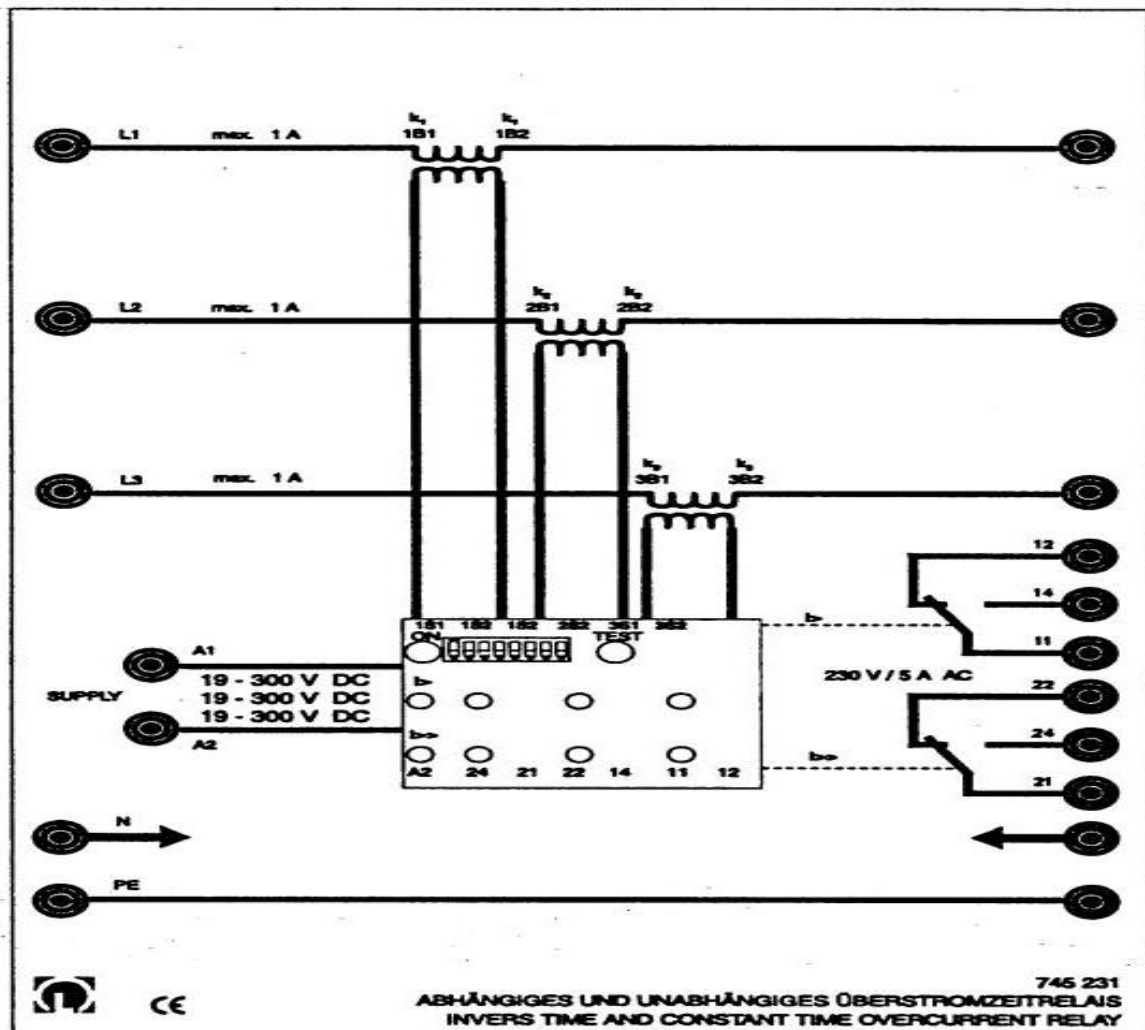 k₁ k₁
1B1 1B2
L1 max. 1 A
k₂ k₂
2B1 2B2
L2 max. 1 A
k₃ k₃
3B1 3B2
L3 max. 1 A
12
14
11
1B1 1B2 1B2 2B2 3B1
ON TEST
I>
I>
A1
SUPPLY
19 - 300 V DC
19 - 300 V DC
19 - 300 V DC
A2
230 V / 5 A AC
22
24
21
I>>
I>>
A2 24 21 22 14 11 12
N
PE
L
CE
745 231
ABHÄNGIGES UND UNABHÄNGIGES ÜBERSTROMZEITRELAIS
INVERS TIME AND CONSTANT TIME OVERCURRENT RELAY